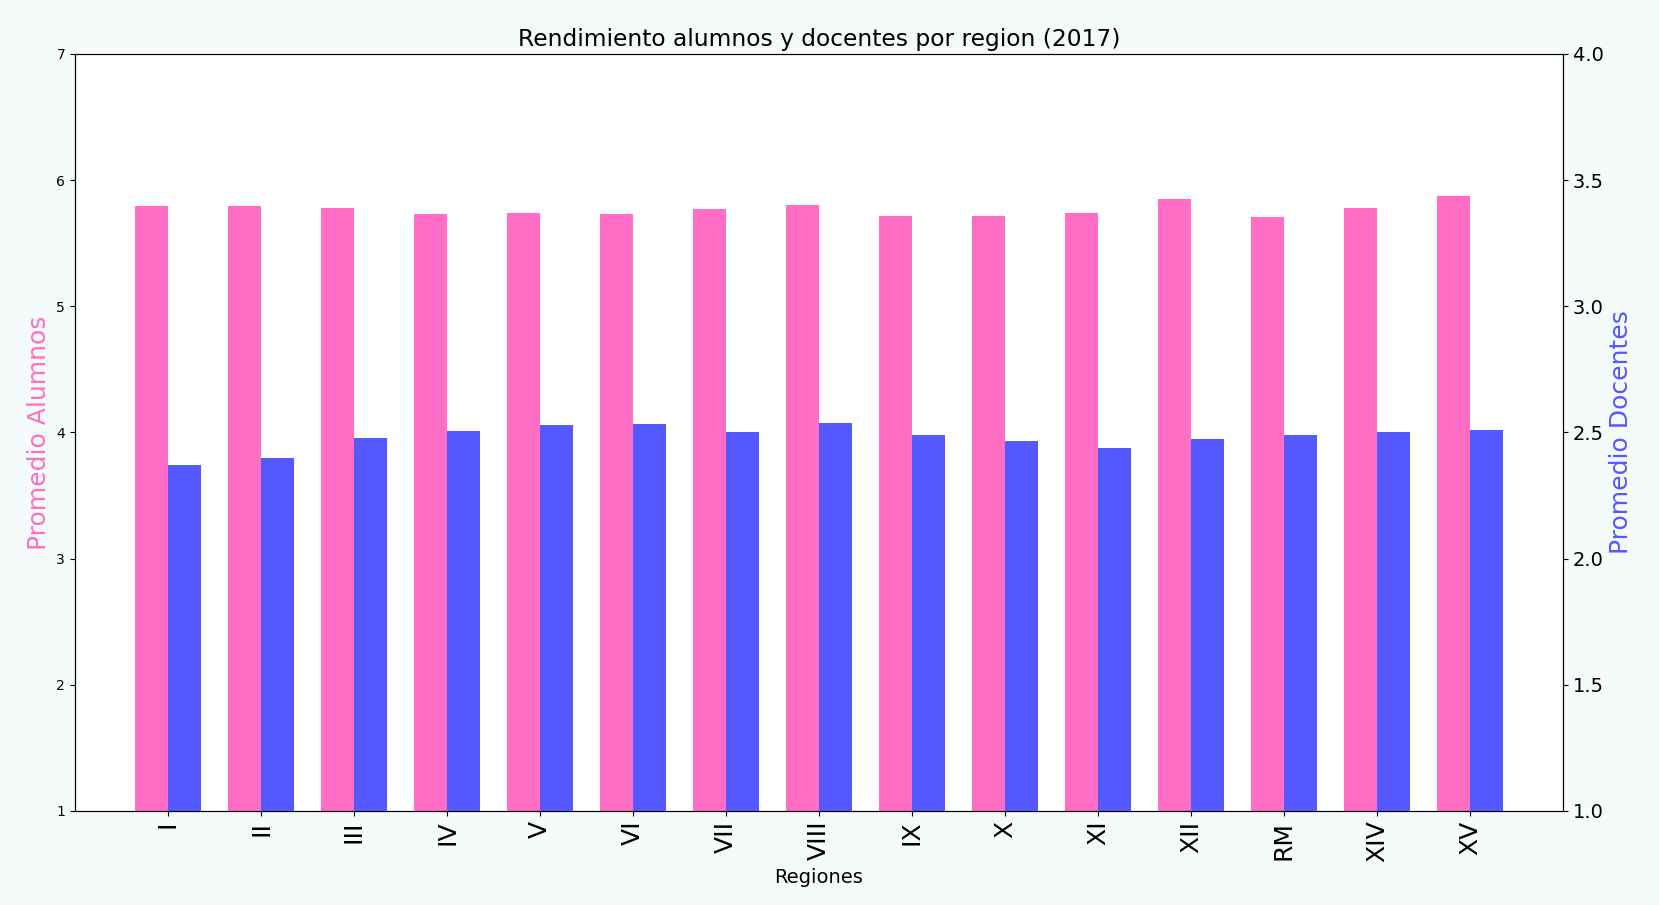 Rendimiento alumnos y docentes por region (2017)
Promedio Alumnos
7
6
5
4
3
2
1
4.0
3.5
3.0
2.5
2.0
1.5
1.0
Promedio Docentes
I II III IV V VI VII VIII IX X XI XII RM XIV XV
Regiones